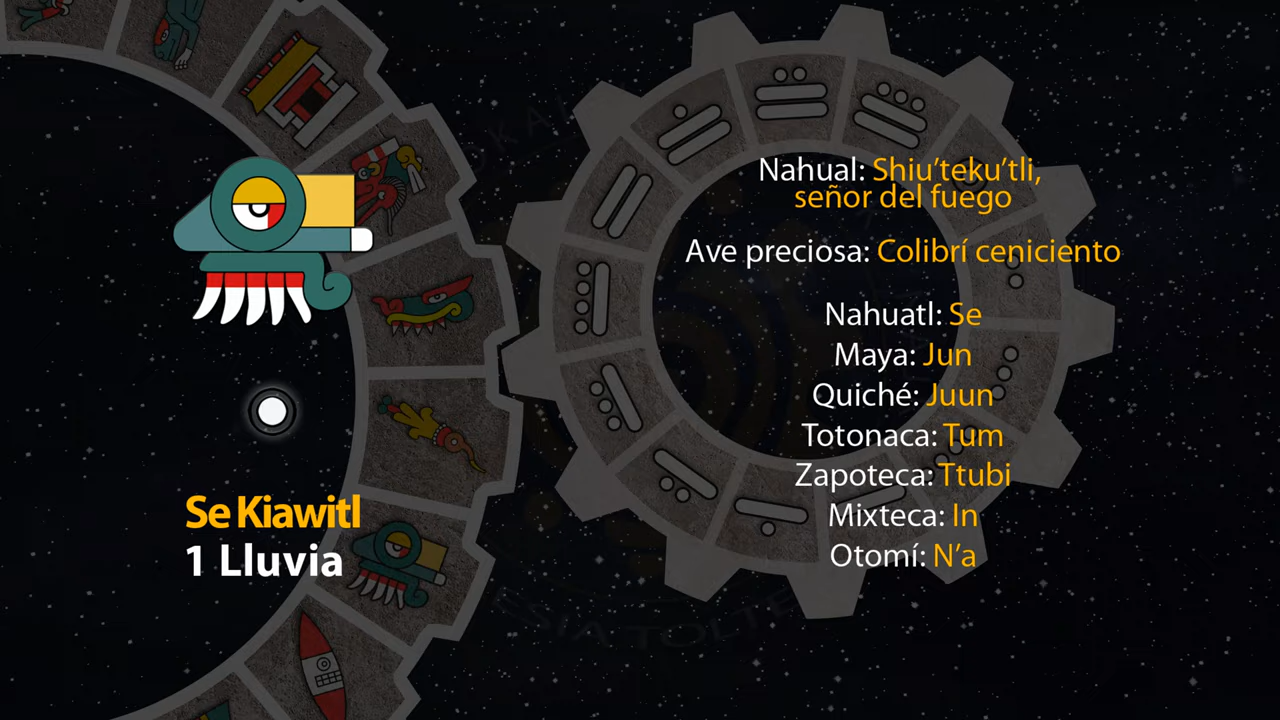 Nahual: Shiu’teku’tli,
señor del fuego
Ave preciosa: Colibrí ceniciento
Nahuatl: Se
Maya: Jun
Quiché: Juun
Totonaca: Tum
Zapoteca: Ttubi
Mixteca: In
Otomí: N’a
Se Kiawitl
1 Lluvia